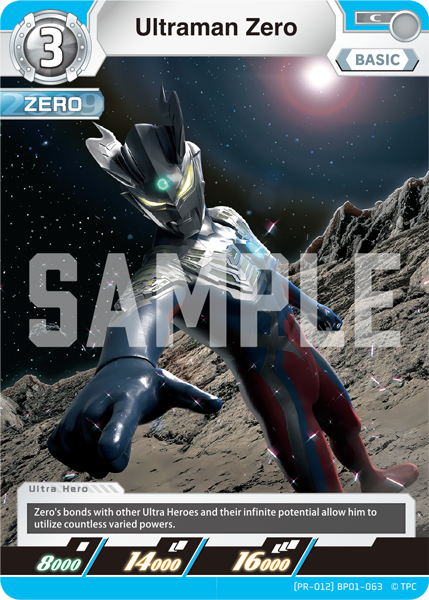 Ultraman Zero
C
3
BASIC
ZERO
SAMPLE
Ultra Hero
Zero's bonds with other Ultra Heroes and their infinite potential allow him to
utilize countless varied powers.
8000
14000
16000
(PR-012) BP01-063 © TPC